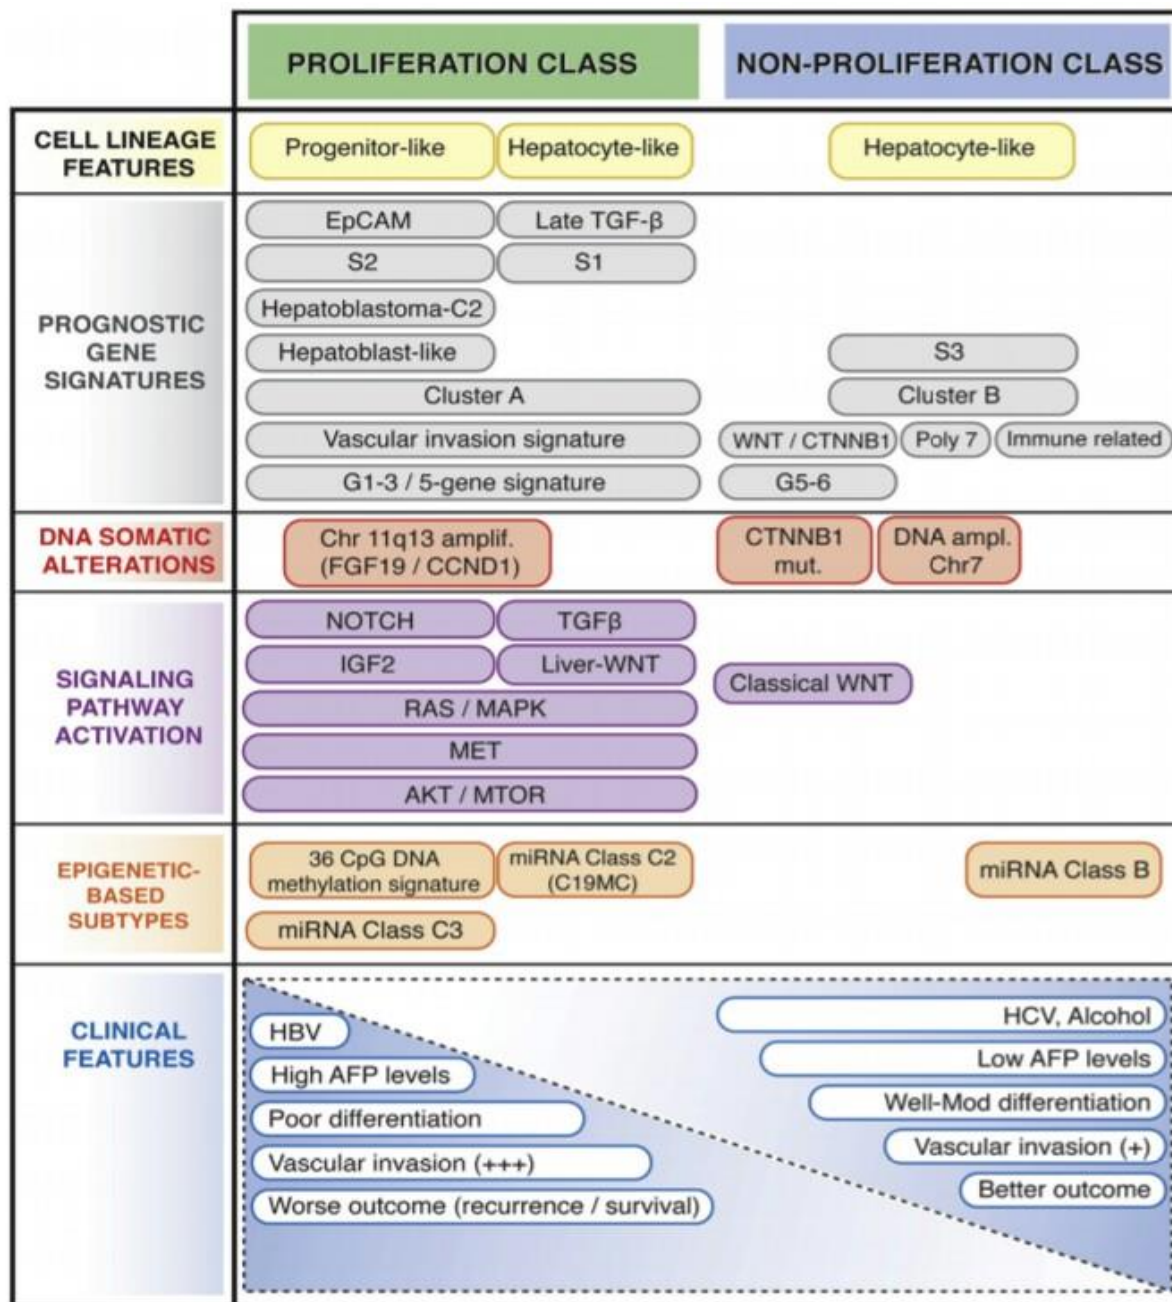 PROLIFERATION CLASS
NON-PROLIFERATION CLASS
CELL LINEAGE
FEATURES
Progenitor-like
Hepatocyte-like
Hepatocyte-like
PROGNOSTIC
GENE
SIGNATURES
EpCAM
Late TGF-β
S2
S1
Hepatoblastoma-C2
Hepatoblast-like
S3
Cluster A
Cluster B
Vascular invasion signature
WNT / CTNNB1
Poly 7
Immune related
G1-3 / 5-gene signature
G5-6
DNA SOMATIC
ALTERATIONS
Chr 11q13 amplif.
(FGF19 / CCND1)
CTNNB1
mut.
DNA ampl.
Chr7
SIGNALING
PATHWAY
ACTIVATION
NOTCH
TGFβ
IGF2
Liver-WNT
Classical WNT
RAS / MAPK
MET
AKT / MTOR
EPIGENETIC-
BASED
SUBTYPES
36 CpG DNA
methylation signature
miRNA Class C2
(C19MC)
miRNA Class B
miRNA Class C3
CLINICAL
FEATURES
HBV
High AFP levels
Poor differentiation
Vascular invasion (+++)
Worse outcome (recurrence / survival)
HCV, Alcohol
Low AFP levels
Well-Mod differentiation
Vascular invasion (+)
Better outcome